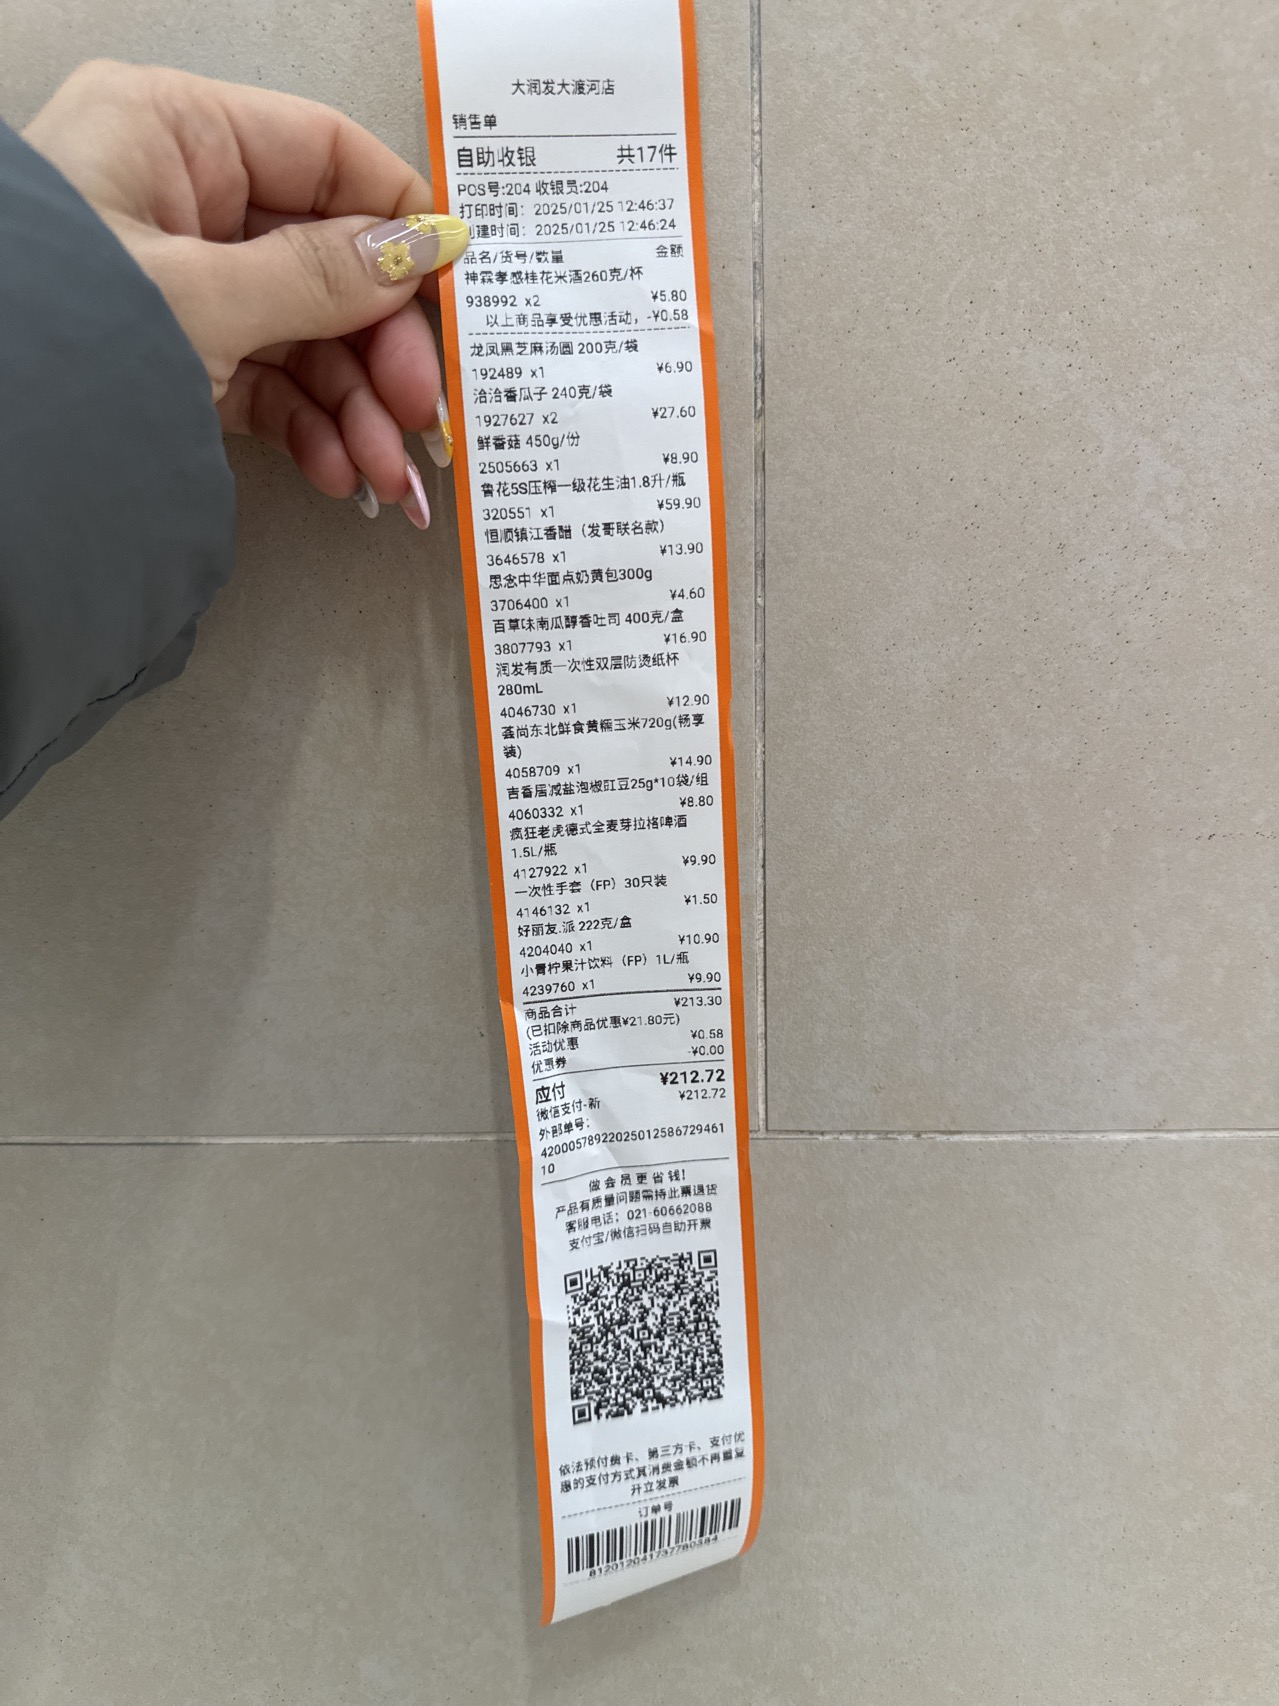 大润发大渡河店
销售单
自助收银 共17件
POS号:204 收银员:204
打印时间: 2025/01/25 12:46:37
建时间: 2025/01/25 12:46:24
品名/货号/数量 金额
神霖孝感桂花米酒260克/杯
938992 x2 ¥5.80
以上商品享受优惠活动, -¥0.58
龙凤黑芝麻汤圆 200克/袋
192489 x1 ¥6.90
洽洽香瓜子 240克/袋
1927627 x2 ¥27.60
鲜香菇 450g/份
2505663 x1 ¥8.90
鲁花5S压榨一级花生油1.8升/瓶
320551 x1 ¥59.90
恒顺镇江香醋（发哥联名款）
3646578 x1 ¥13.90
思念中华面点奶黄包300g
3706400 x1 ¥4.60
百草味南瓜醇香吐司 400克/盒
3807793 x1 ¥16.90
润发有质一次性双层防烫纸杯
280mL
4046730 x1 ¥12.90
荟尚东北鲜食黄糯玉米720g(畅享
装)
4058709 x1 ¥14.90
吉香居减盐泡椒豇豆25g*10袋/组
4060332 x1 ¥8.80
疯狂老虎德式全麦芽拉格啤酒
1.5L/瓶
4127922 x1 ¥9.90
一次性手套（FP）30只装
4146132 x1 ¥1.50
好丽友.派 222克/盒
4204040 x1 ¥10.90
小青柠果汁饮料（FP）1L/瓶
4239760 x1 ¥9.90
商品合计 ¥213.30
(已扣除商品优惠¥21.80元)
活动优惠 ¥0.58
优惠券 -¥0.00
应付 ¥212.72
微信支付-新 ¥212.72
外部单号:
42000578922025012586729461
10
做会员更省钱!
产品有质量问题需持此票退货
客服电话: 021-60662088
支付宝/微信扫码自助开票
依法预付费卡、第三方卡、支付优
惠的支付方式其消费金额不再重复
开立发票
订单号
812012041737780384